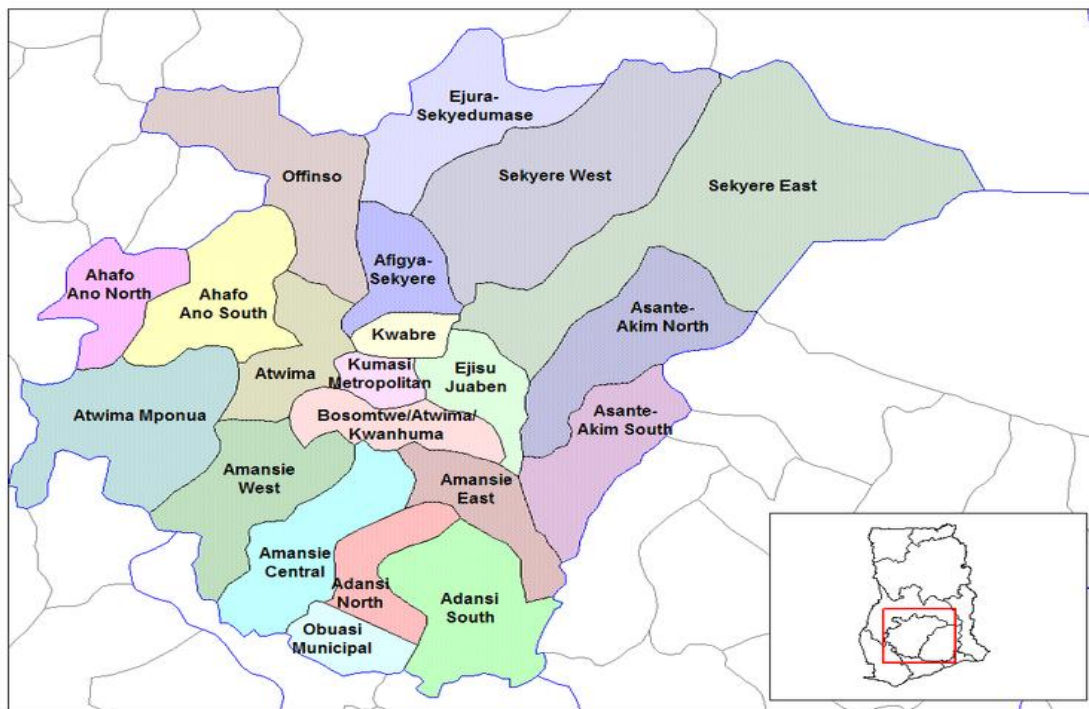 Ejura-
Sekyedumase
Offinso
Sekyere West
Sekyere East
Afigya-
Sekyere
Ahafo
Ano North
Ahafo
Ano South
Asante-
Akim North
Kwabre
Atwima
Kumasi
Metropolitan
Ejisu
Juaben
Atwima Mponua
Bosomtwe/Atwima/
Kwanhuma
Asante-
Akim South
Amansie
West
Amansie
East
Amansie
Central
Adansi
North
Adansi
South
Obuasi
Municipal